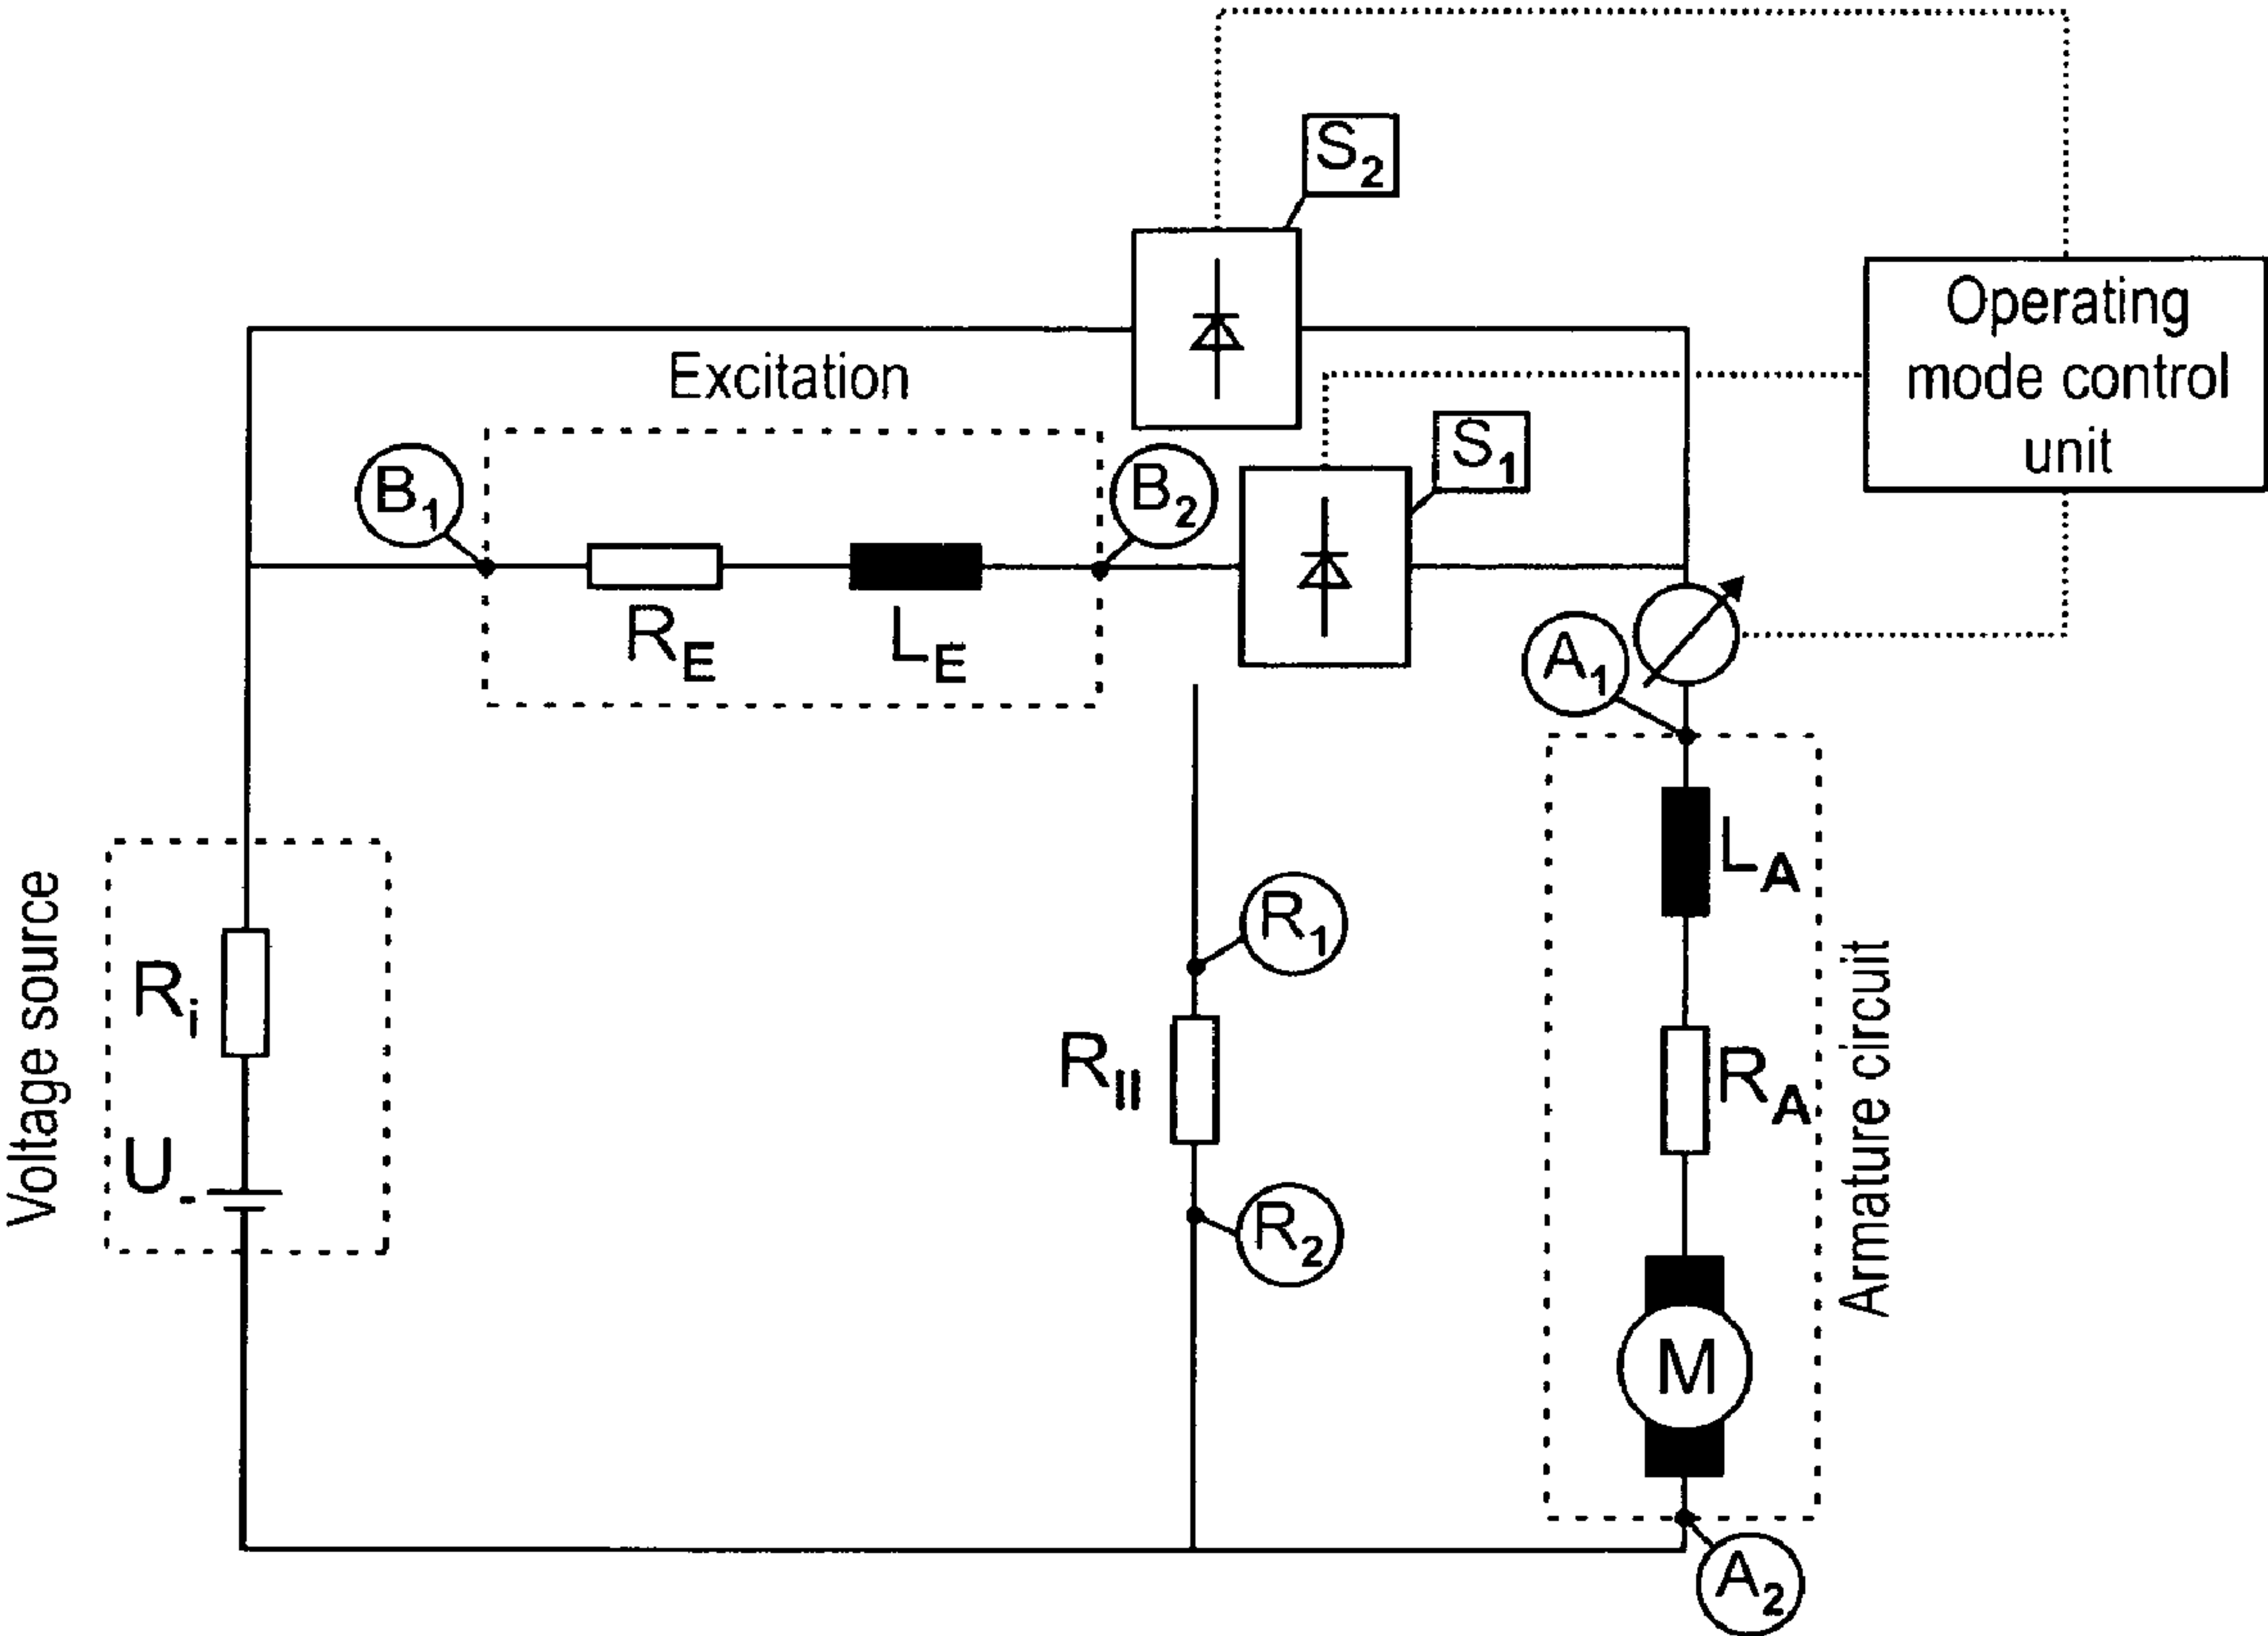 S2
Operating
mode control
unit
Excitation
S1
B1
B2
RE
LE
A1
LA
Voltage source
Ri
R1
RII
RA
Armature circuit
U-
R2
M
A2